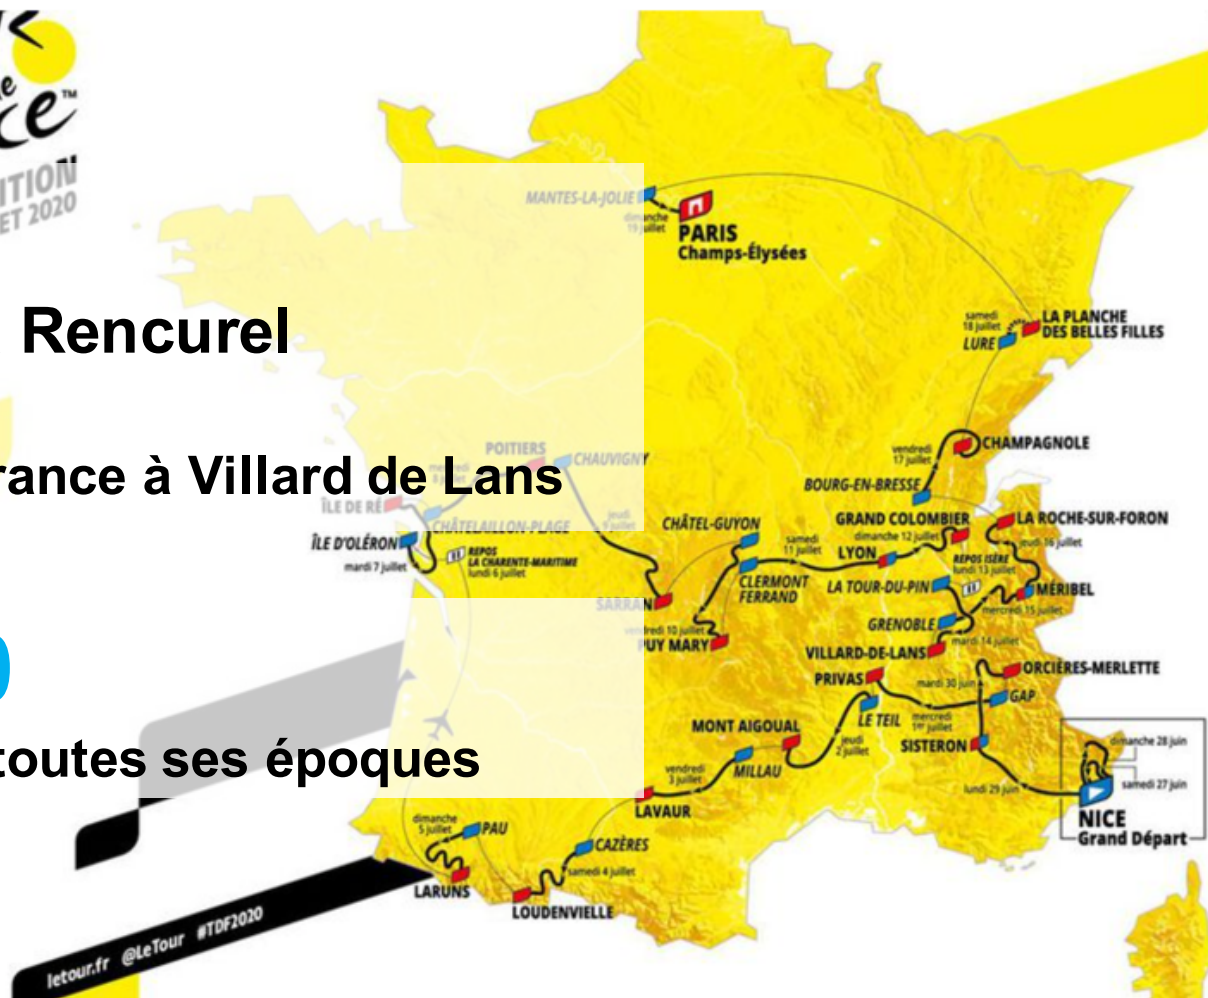 TM
2020
Rencurel
à Villard de Lans
toutes ses époques
MANTES-LA-JOLIE
dimanche
19 juillet
PARIS
Champs-Élysées
samedi
18 juillet
LURE
LA PLANCHE
DES BELLES FILLES
vendredi
17 juillet
CHAMPAGNOLE
BOURG-EN-BRESSE
POITIERS
CHAUVIGNY
ÎLE DE RÉ
CHÂTELAILLON-PLAGE
ÎLE D'OLÉRON
mardi 7 juillet
REPOS
LA CHARENTE-MARITIME
lundi 6 juillet
jeudi
9 juillet
SARRAN
CHÂTEL-GUYON
CLERMONT
FERRAND
samedi
11 juillet
LYON
GRAND COLOMBIER
dimanche 12 juillet
REPOS ISÈRE
lundi 13 juillet
LA ROCHE-SUR-FORON
jeudi 16 juillet
LA TOUR-DU-PIN
MÉRIBEL
mercredi 15 juillet
GRENOBLE
mardi 14 juillet
VILLARD-DE-LANS
vendredi 10 juillet
PUY MARY
PRIVAS
mardi 30 juin
ORCIÈRES-MERLETTE
GAP
LE TEIL
mercredi
1er juillet
SISTERON
MONT AIGOUAL
jeudi
2 juillet
MILLAU
vendredi
3 juillet
LAVAUR
lundi 29 juin
dimanche 28 juin
samedi 27 juin
NICE
Grand Départ
dimanche
5 juillet
PAU
LARUNS
CAZÈRES
samedi 4 juillet
LOUDENVIELLE
letour.fr @LeTour #TDF2020